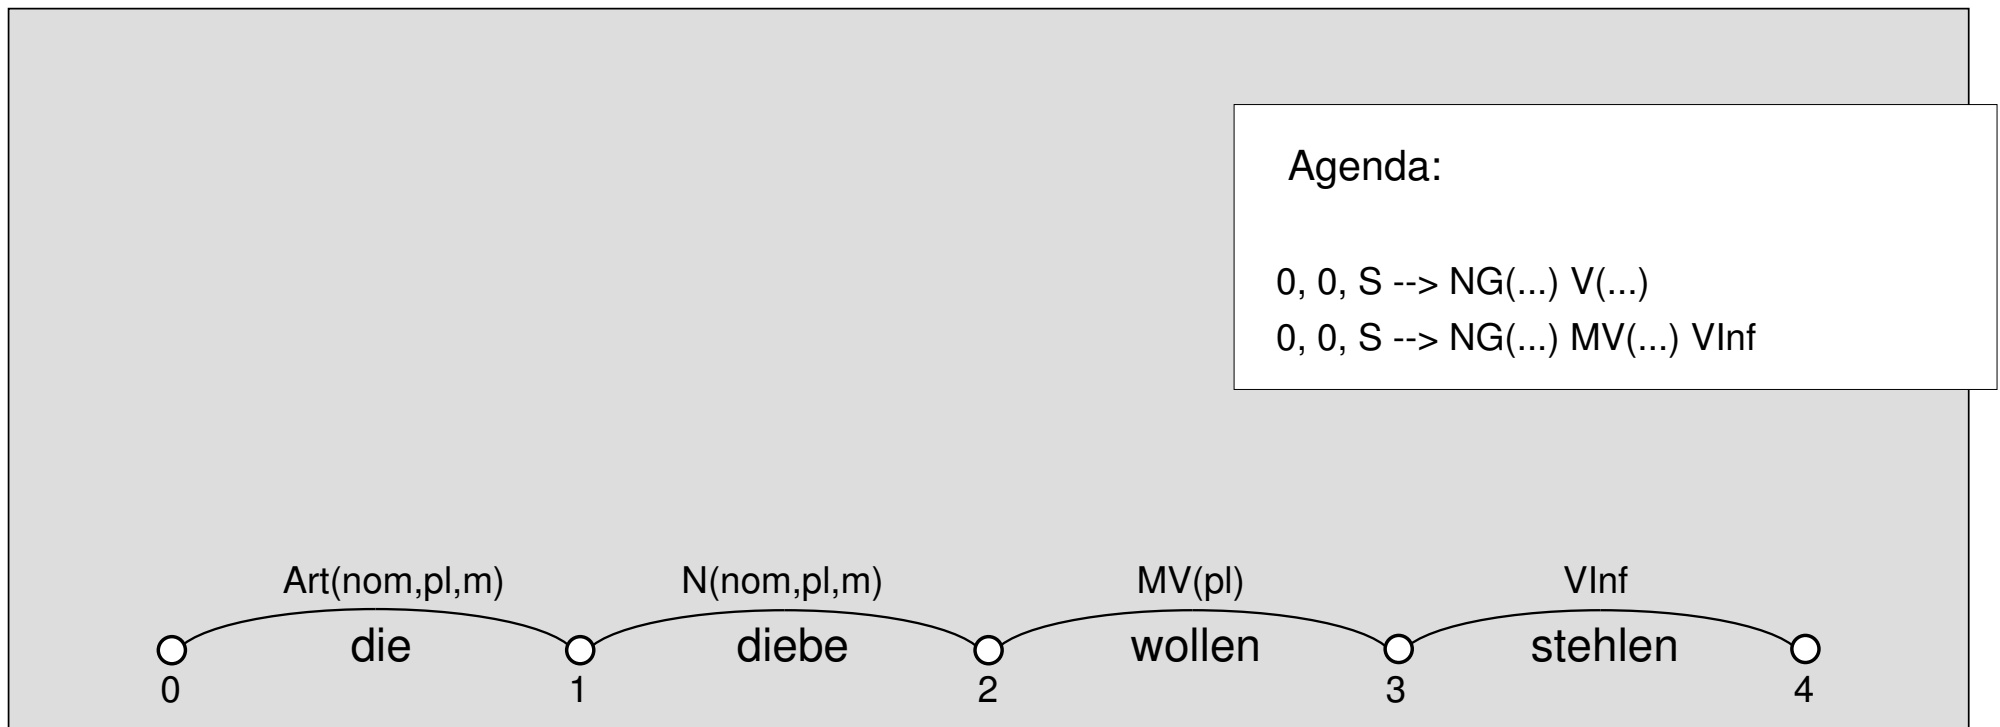 Agenda:
0, 0, S --> NG(...) V(...)
0, 0, S --> NG(...) MV(...) VInf
Art(nom,pl,m) N(nom,pl,m) MV(pl) VInf
die diebe wollen stehlen
0 1 2 3 4